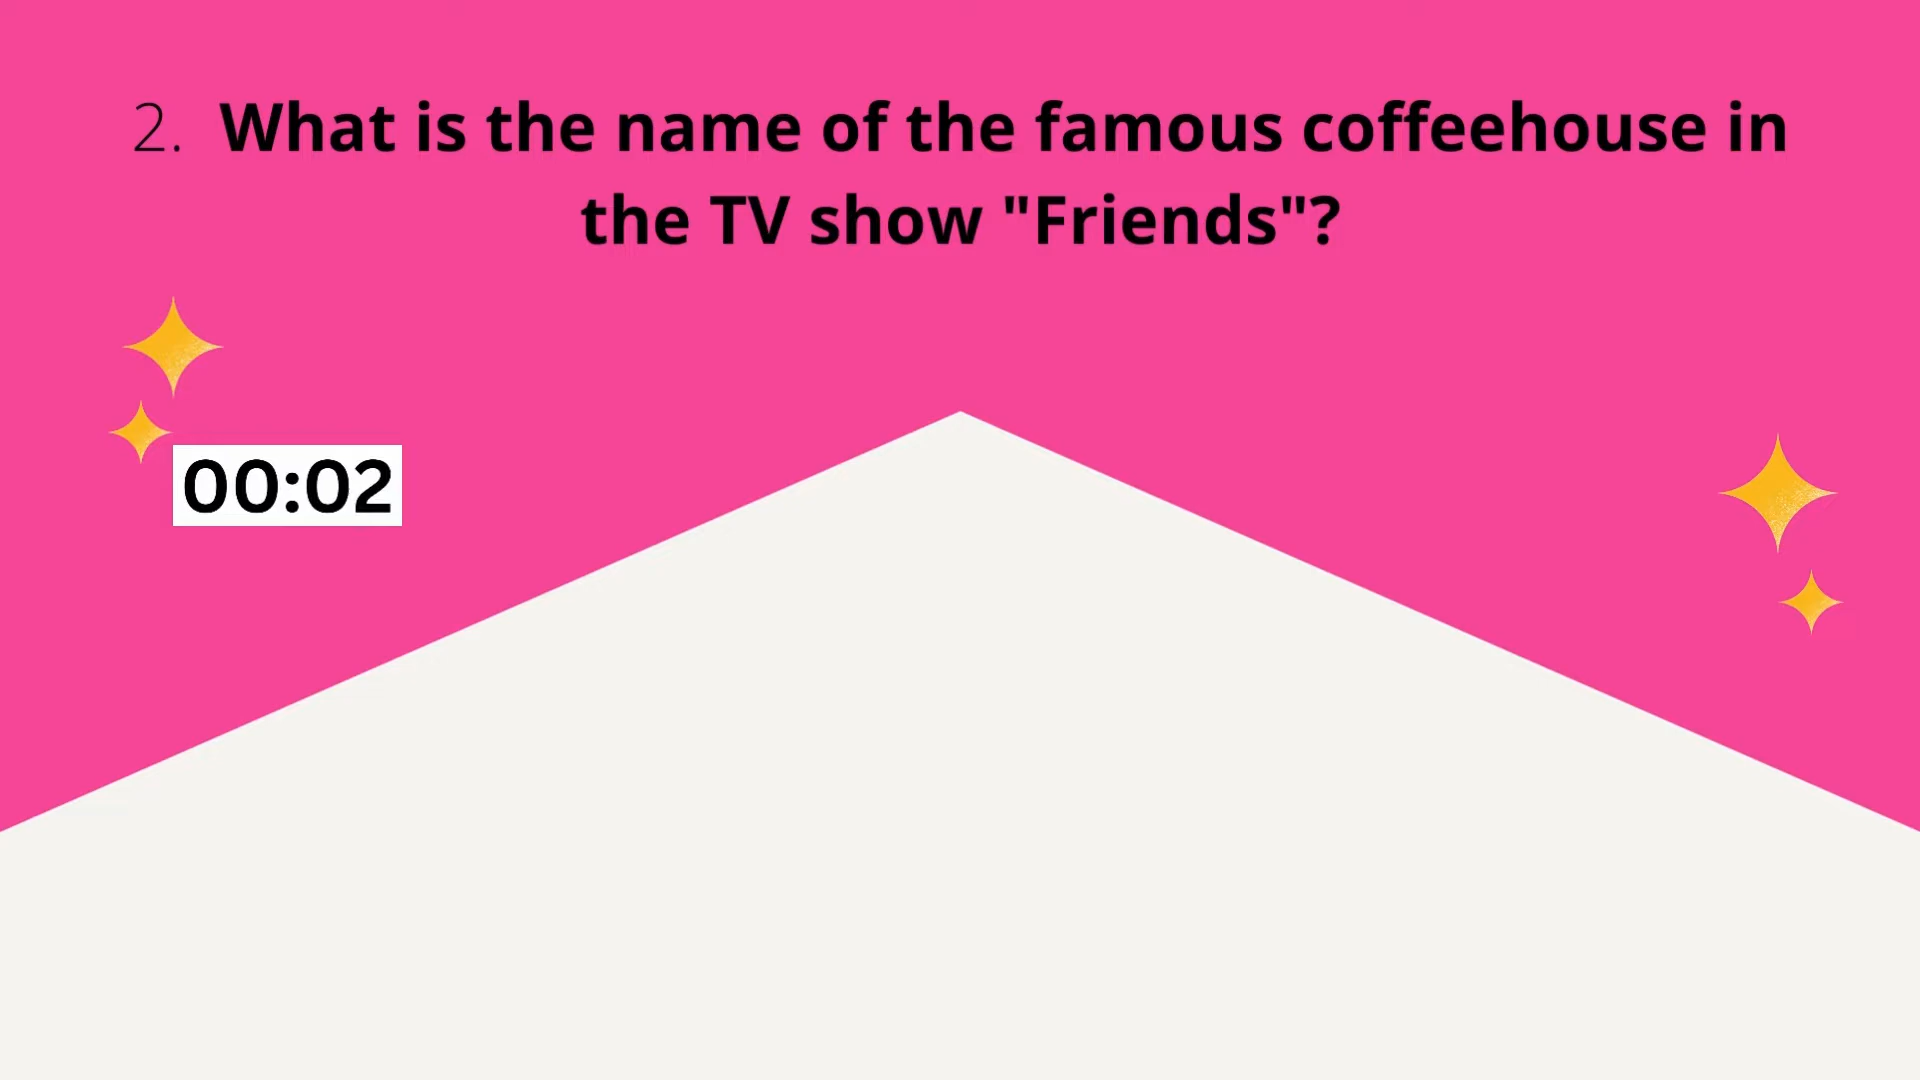 2. What is the name of the famous coffeehouse in
the TV show "Friends"?
00:02